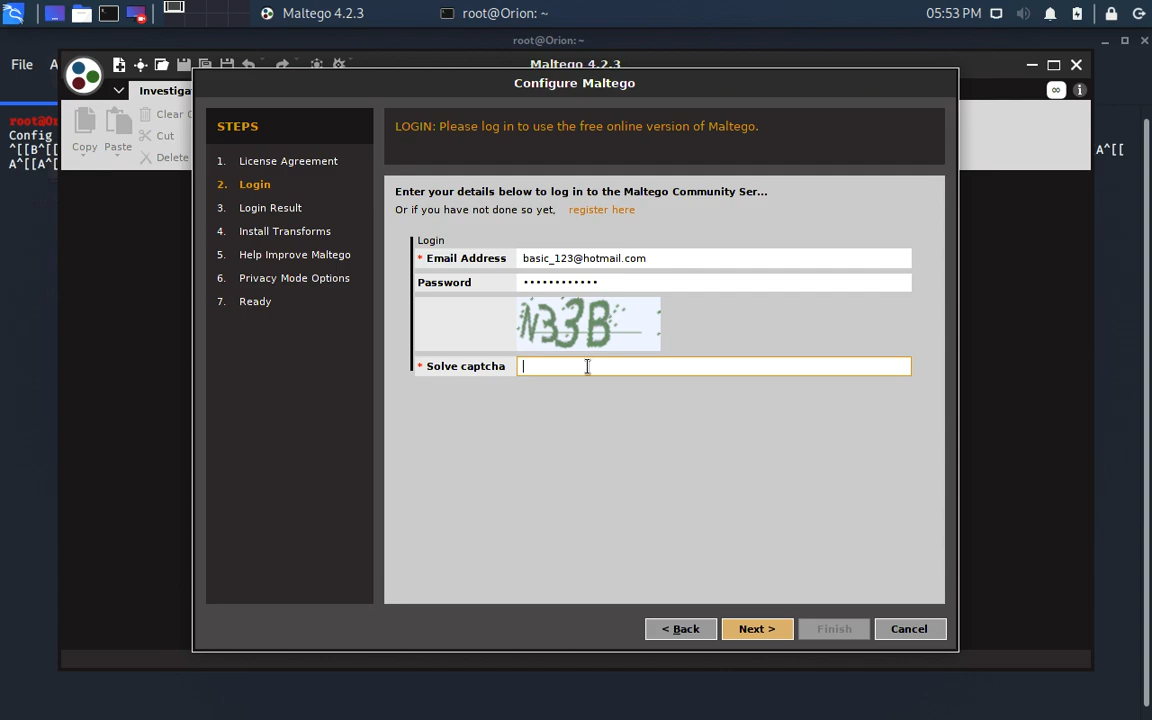 Maltego 4.2.3
root@Orion: ~
05:53 PM
root@Orion: ~
File
Maltego 4.2.3
Configure Maltego
Copy
Paste
Cut
Delete
Config
^[[B^[[
A^[[A^[
A^[[
STEPS
1. License Agreement
2. Login
3. Login Result
4. Install Transforms
5. Help Improve Maltego
6. Privacy Mode Options
7. Ready
LOGIN: Please log in to use the free online version of Maltego.
Enter your details below to log in to the Maltego Community Ser...
Or if you have not done so yet, register here
Login
* Email Address basic_123@hotmail.com
Password ••••••••••••
N33B
* Solve captcha
< Back
Next >
Finish
Cancel